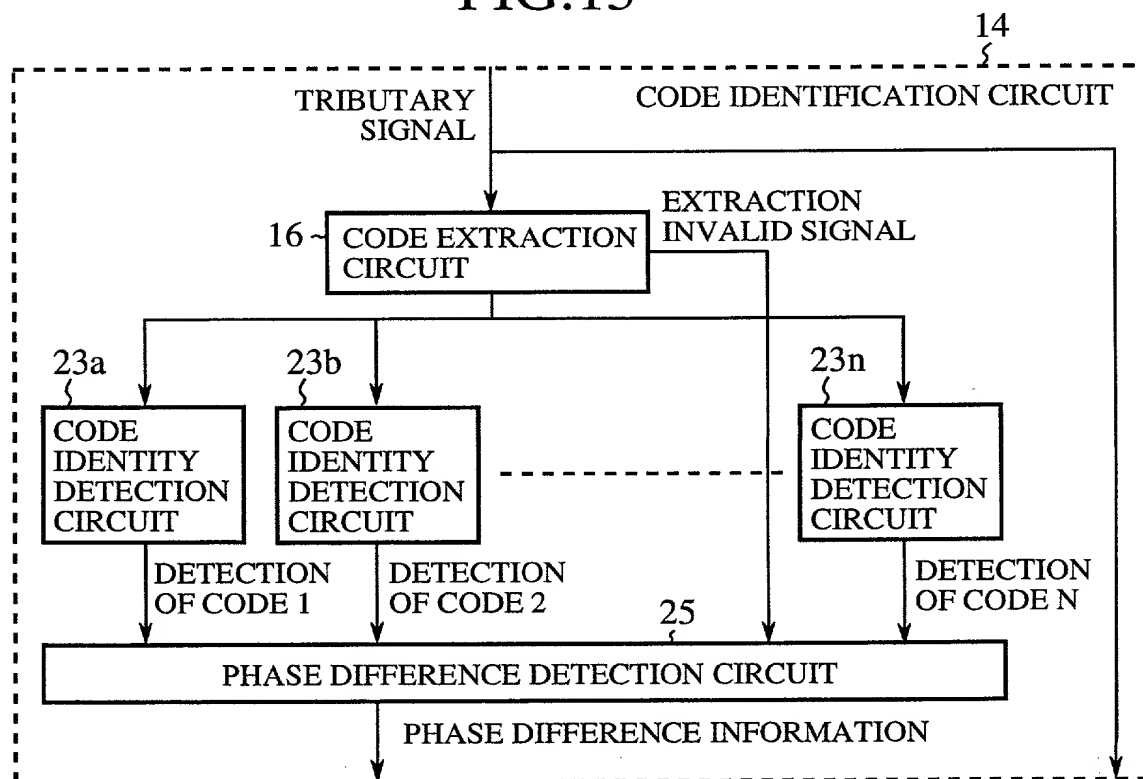 FIG.13
14
TRIBUTARY
SIGNAL
CODE IDENTIFICATION CIRCUIT
EXTRACTION
INVALID SIGNAL
16
CODE EXTRACTION
CIRCUIT
23a
23b
23n
CODE
IDENTITY
DETECTION
CIRCUIT
CODE
IDENTITY
DETECTION
CIRCUIT
CODE
IDENTITY
DETECTION
CIRCUIT
DETECTION
OF CODE 1
DETECTION
OF CODE 2
DETECTION
OF CODE N
25
PHASE DIFFERENCE DETECTION CIRCUIT
PHASE DIFFERENCE INFORMATION